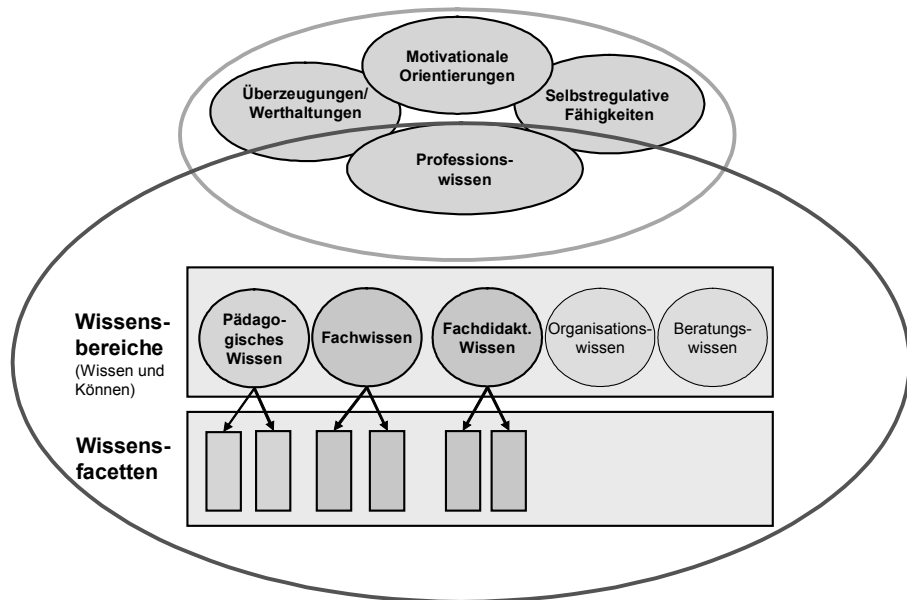 Motivationale
Orientierungen
Überzeugungen/
Werthaltungen
Selbstregulative
Fähigkeiten
Professions-
wissen
Wissens-
bereiche
(Wissen und
Können)
Pädago-
gisches
Wissen
Fachwissen
Fachdidakt.
Wissen
Organisations-
wissen
Beratungs-
wissen
Wissens-
facetten